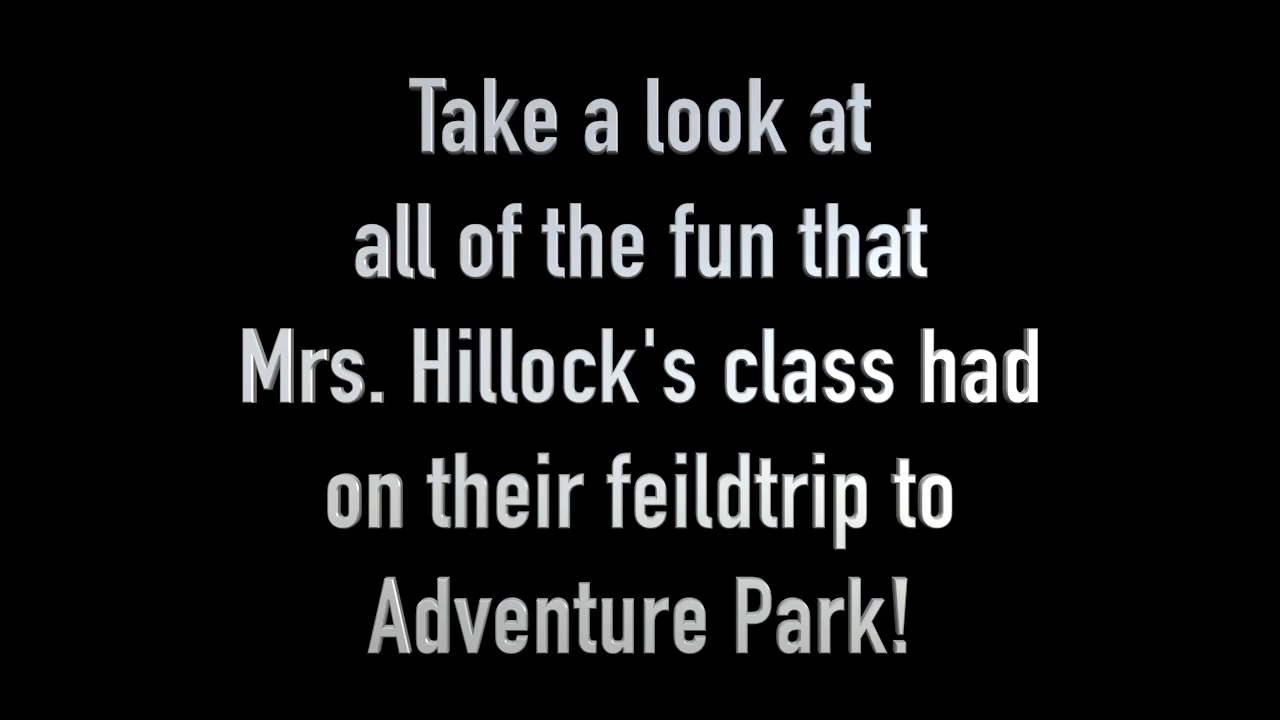 Take a look at
all of the fun that
Mrs. Hillock's class had
on their feildtrip to
Adventure Park!